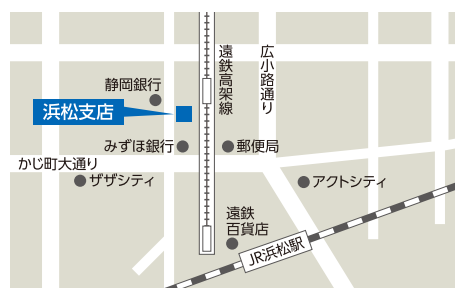 遠鉄高架線
広小路通り
静岡銀行
浜松支店
みずほ銀行
郵便局
かじ町大通り
ザザシティ
アクトシティ
遠鉄
百貨店
JR浜松駅